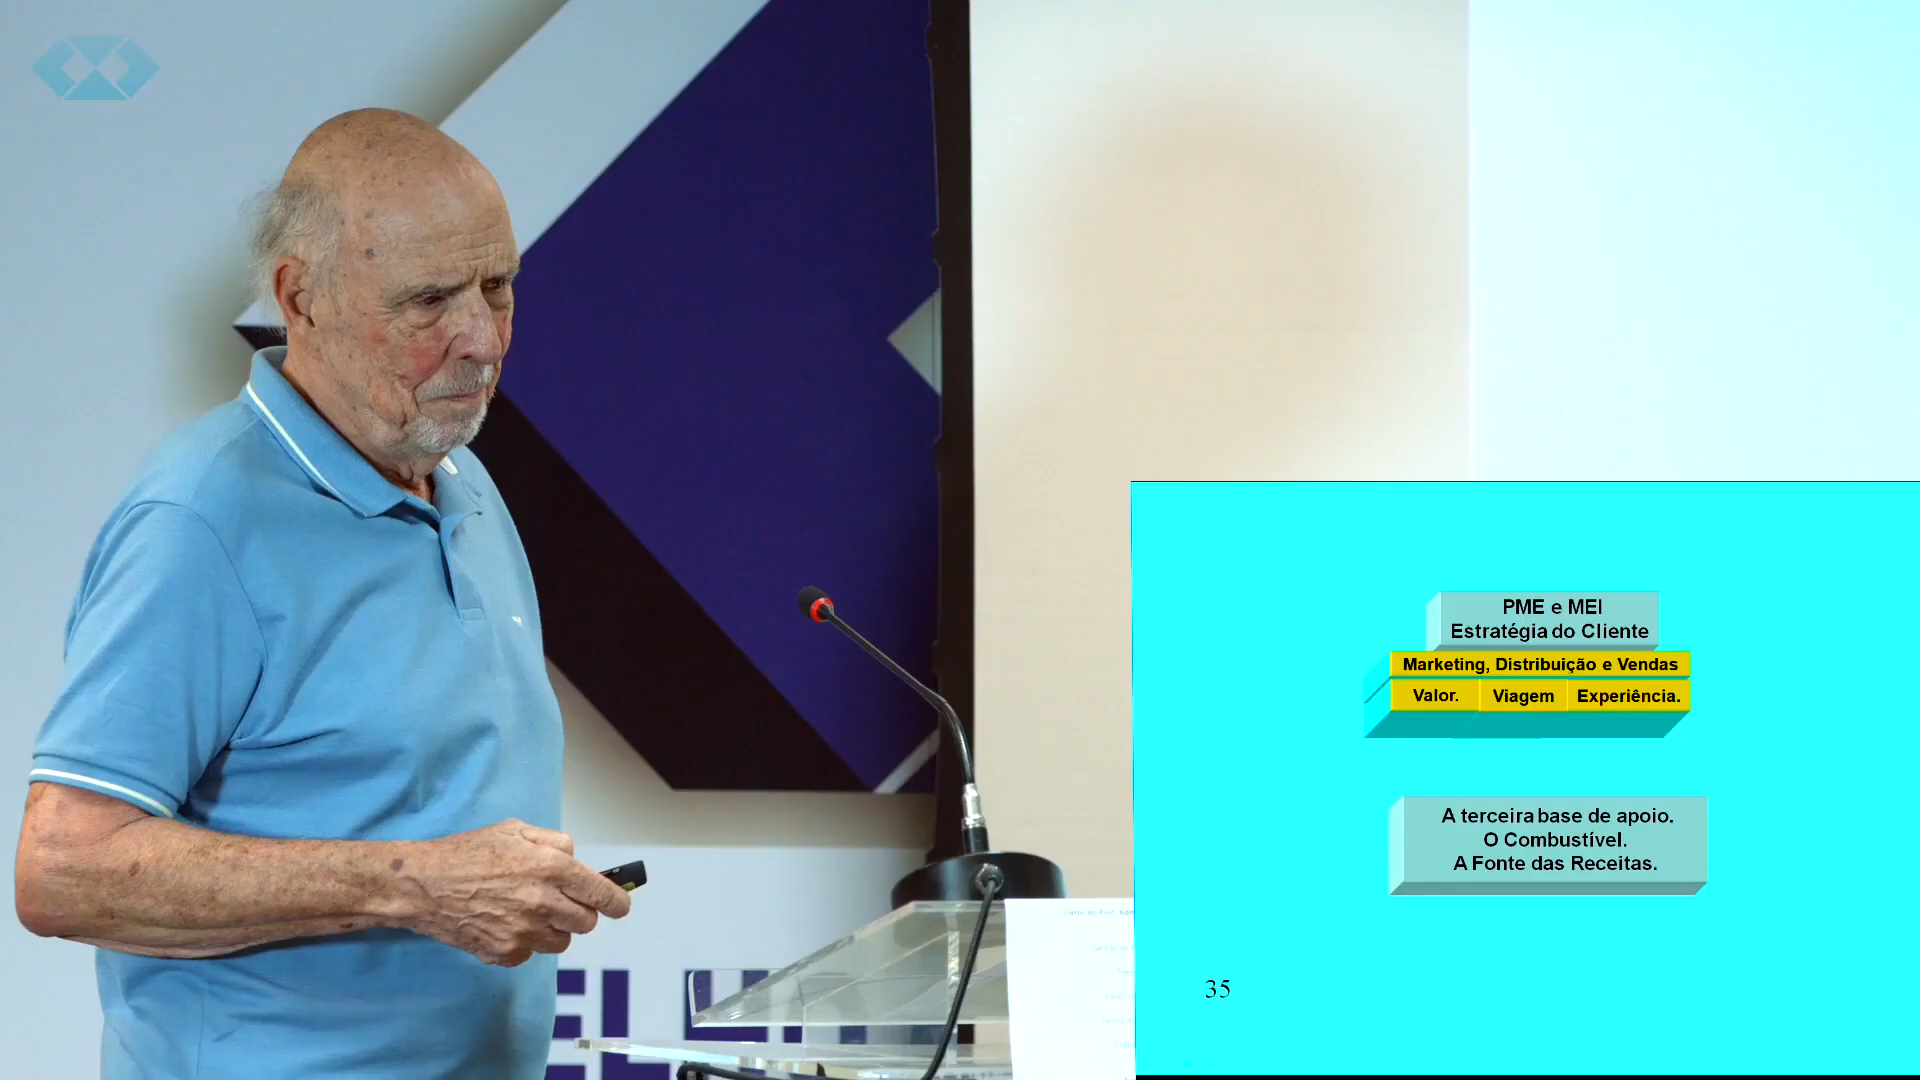 PME e MEI
Estratégia do Cliente
Marketing, Distribuição e Vendas
Valor. Viagem Experiência.
A terceira base de apoio.
O Combustível.
A Fonte das Receitas.
35